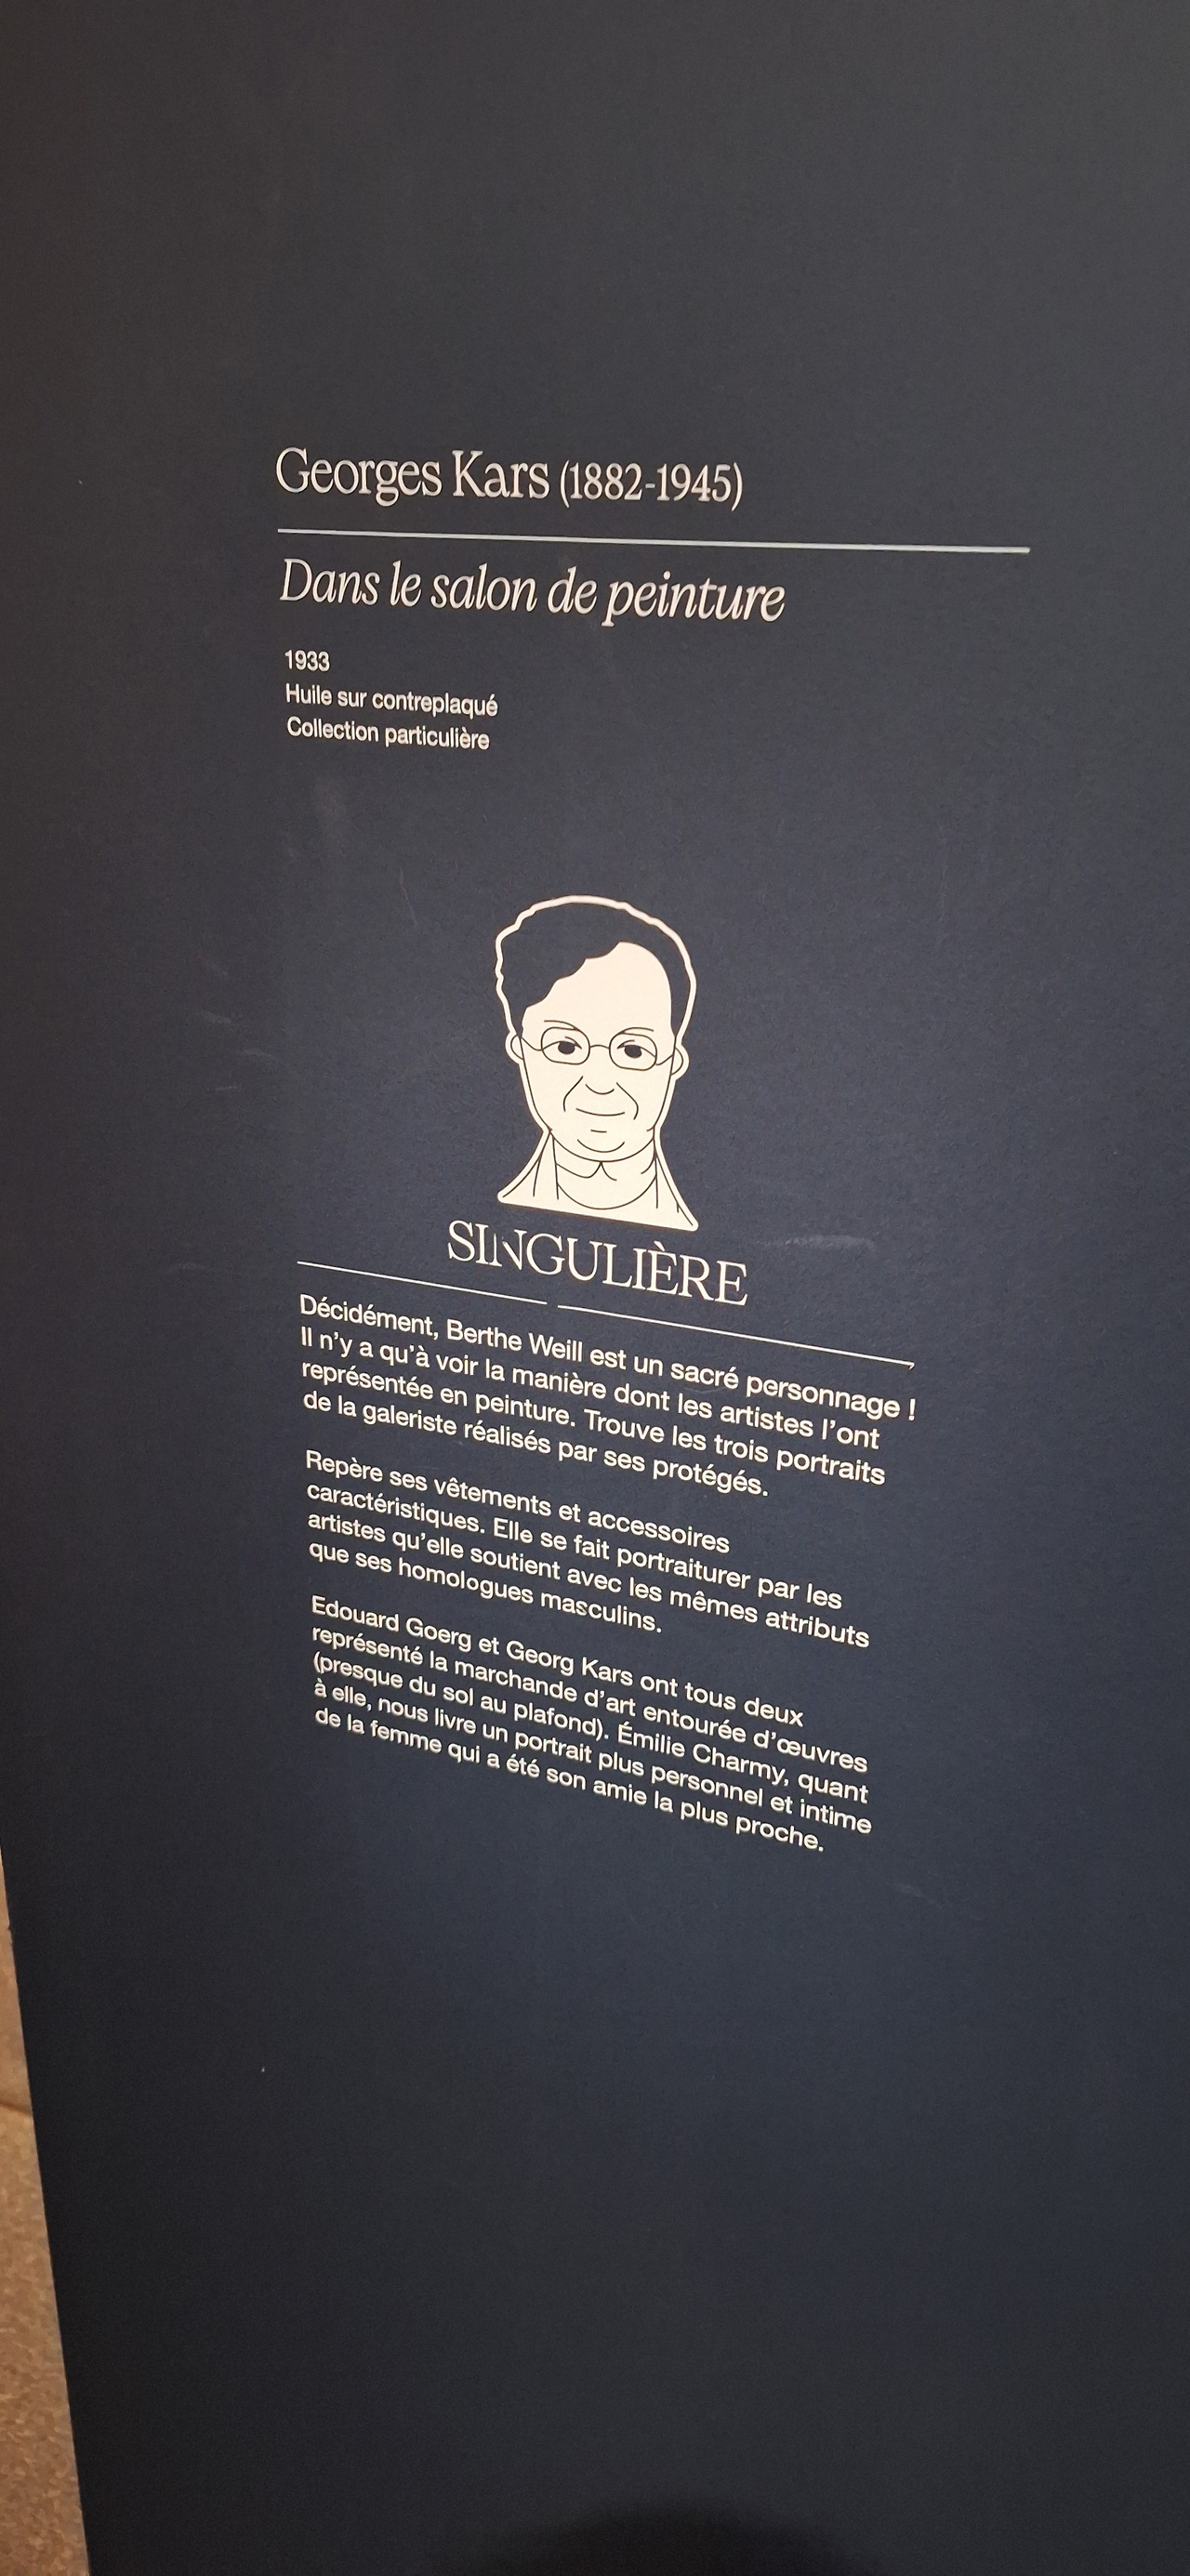 Georges Kars (1882-1945)
Dans le salon de peinture
1933
Huile sur contreplaqué
Collection particulière
SINGULIÈRE
Décidément, Berthe Weill est un sacré personnage !
Il n’y a qu’à voir la manière dont les artistes l’ont
représentée en peinture. Trouve les trois portraits
de la galeriste réalisés par ses protégés.
Repère ses vêtements et accessoires
caractéristiques. Elle se fait portraiturer par les
artistes qu’elle soutient avec les mêmes attributs
que ses homologues masculins.
Edouard Goerg et Georg Kars ont tous deux
représenté la marchande d’art entourée d’œuvres
(presque du sol au plafond). Émilie Charmy, quant
à elle, nous livre un portrait plus personnel et intime
de la femme qui a été son amie la plus proche.